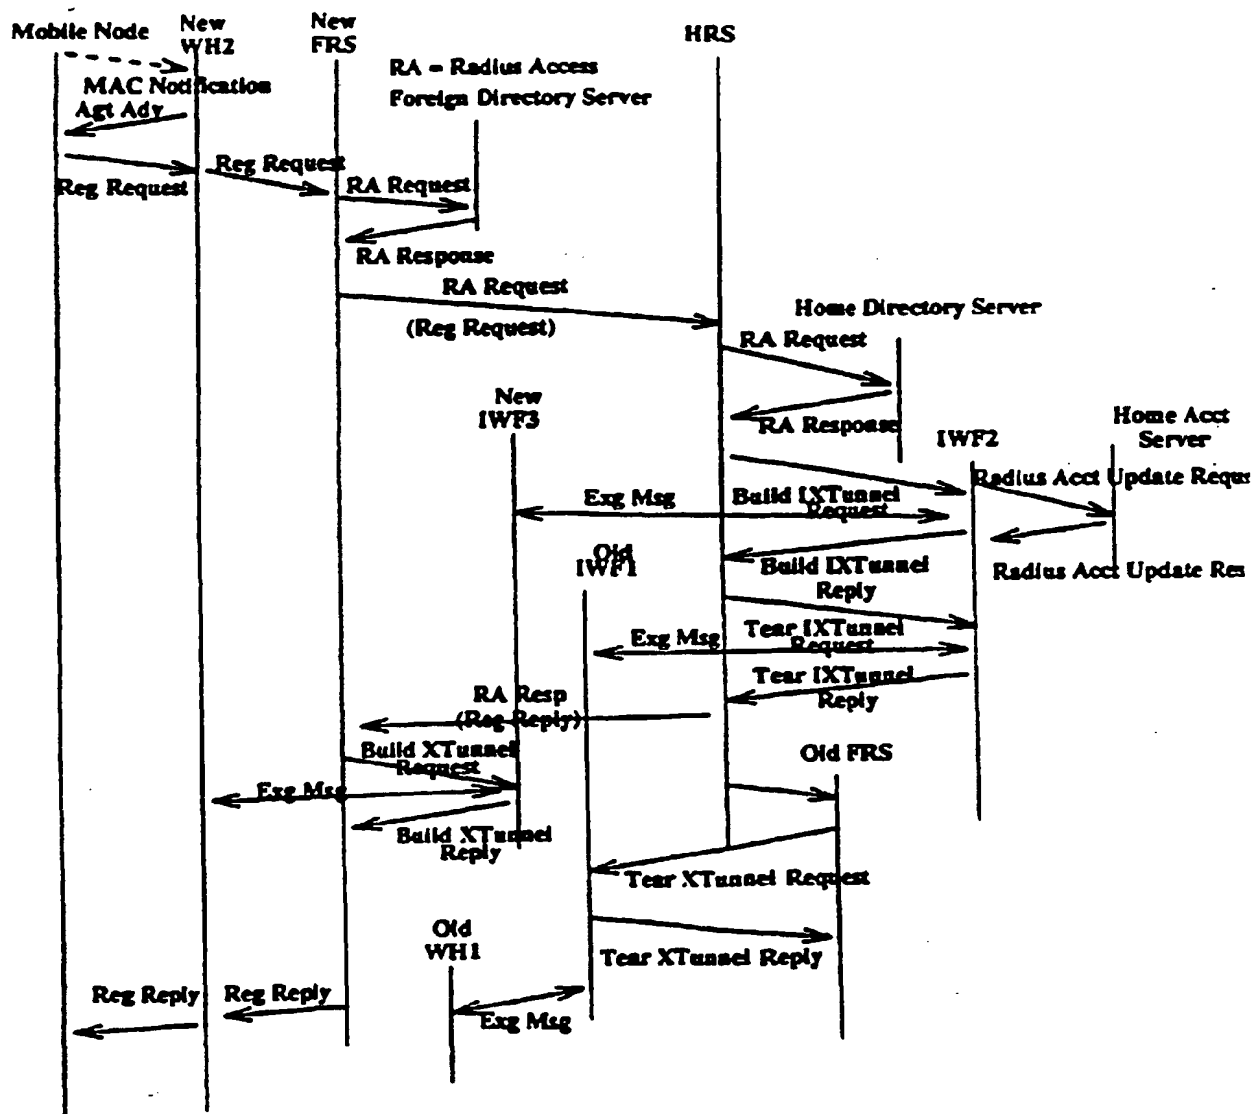 Mobile Node
New
WH2
New
FRS
HRS
RA - Radius Access
Foreign Directory Server
MAC Notification
Agt Adv
Reg Request
Reg Request
RA Request
RA Response
RA Request
(Reg Request)
Home Directory Server
RA Request
RA Response
New
IWF3
IWF2
Home Acct
Server
Radius Acct Update Reque
Exg Msg
Build IXTunnel
Request
Old
IWF1
Build IXTunnel
Reply
Radius Acct Update Res
Exg Msg
Tear IXTunnel
Request
Tear IXTunnel
Reply
RA Resp
(Reg Reply)
Build XTunnel
Request
Old FRS
Exg Msg
Build XTunnel
Reply
Tear XTunnel Request
Old
WH1
Tear XTunnel Reply
Reg Reply
Reg Reply
Exg Msg